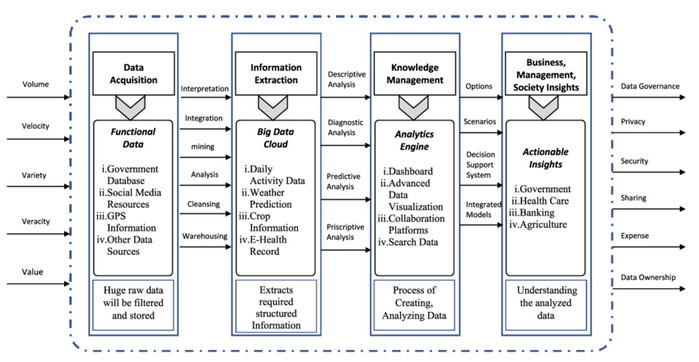 Volume
Velocity
Variety
Veracity
Value
Data
Acquisition
Functional
Data
i.Government
Database
ii.Social Media
Resources
iii.GPS
Information
iv.Other Data
Sources
Huge raw data
will be filtered
and stored
Interpretation
Integration
mining
Analysis
Cleansing
Warehousing
Information
Extraction
Big Data
Cloud
i.Daily
Activity Data
ii.Weather
Prediction
iii.Crop
Information
iv.E-Health
Record
Extracts
required
structured
Information
Descriptive
Analysis
Diagnostic
Analysis
Predictive
Analysis
Priscriptive
Analysis
Knowledge
Management
Analytics
Engine
i.Dashboard
ii.Advanced
Data
Visualization
iii.Collaboration
Platforms
iv.Search Data
Process of
Creating,
Analyzing Data
Options
Scenarios
Decision
Support
System
Integrated
Models
Business,
Management,
Society Insights
Actionable
Insights
i.Government
ii.Health Care
iii.Banking
iv.Agriculture
Understanding
the analyzed
data
Data Governance
Privacy
Security
Sharing
Expense
Data Ownership